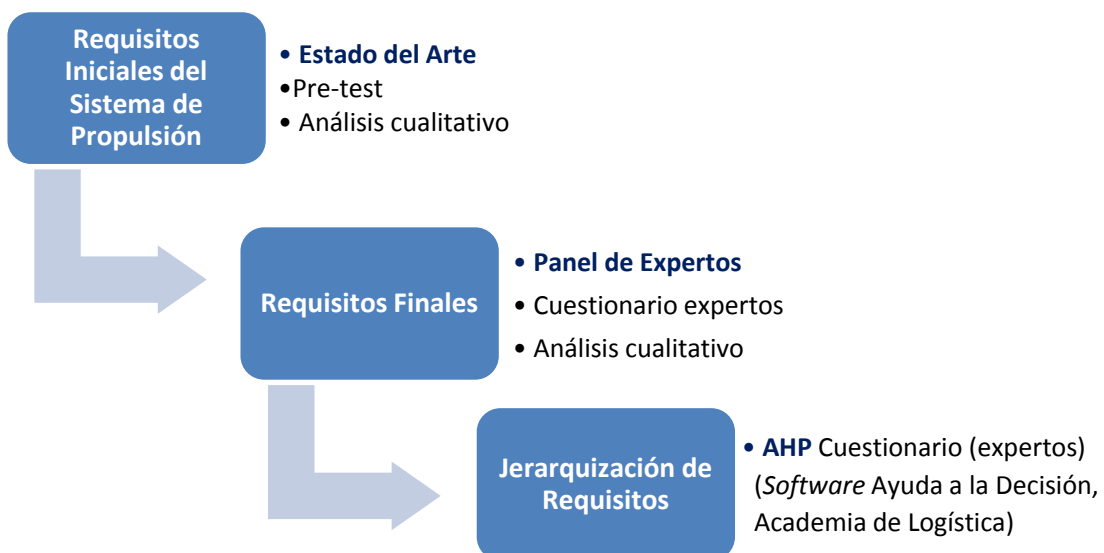 Requisitos
Iniciales del
Sistema de
Propulsión
• Estado del Arte
•Pre-test
• Análisis cualitativo
Requisitos Finales
• Panel de Expertos
• Cuestionario expertos
• Análisis cualitativo
Jerarquización de
Requisitos
• AHP Cuestionario (expertos)
(Software Ayuda a la Decisión,
Academia de Logística)